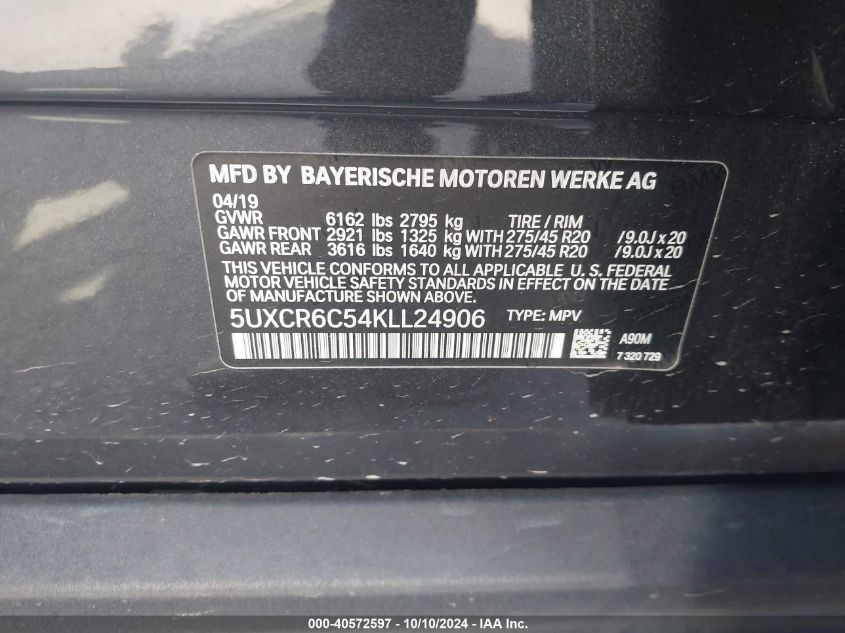 MFD BY BAYERISCHE MOTOREN WERKE AG
04/19
GVWR 6162 lbs 2795 kg TIRE / RIM
GAWR FRONT 2921 lbs 1325 kg WITH 275/45 R20 /9.0J x 20
GAWR REAR 3616 lbs 1640 kg WITH 275/45 R20 /9.0J x 20
THIS VEHICLE CONFORMS TO ALL APPLICABLE U. S. FEDERAL
MOTOR VEHICLE SAFETY STANDARDS IN EFFECT ON THE
DATE OF MANUFACTURE SHOWN ABOVE.
5UXCR6C54KLL24906 TYPE: MPV
A90M
7 320 729
000-40572597 - 10/10/2024 - IAA Inc.